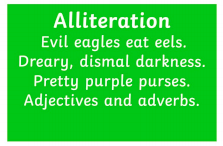 Alliteration
Evil eagles eat eels.
Dreary, dismal darkness.
Pretty purple purses.
Adjectives and adverbs.